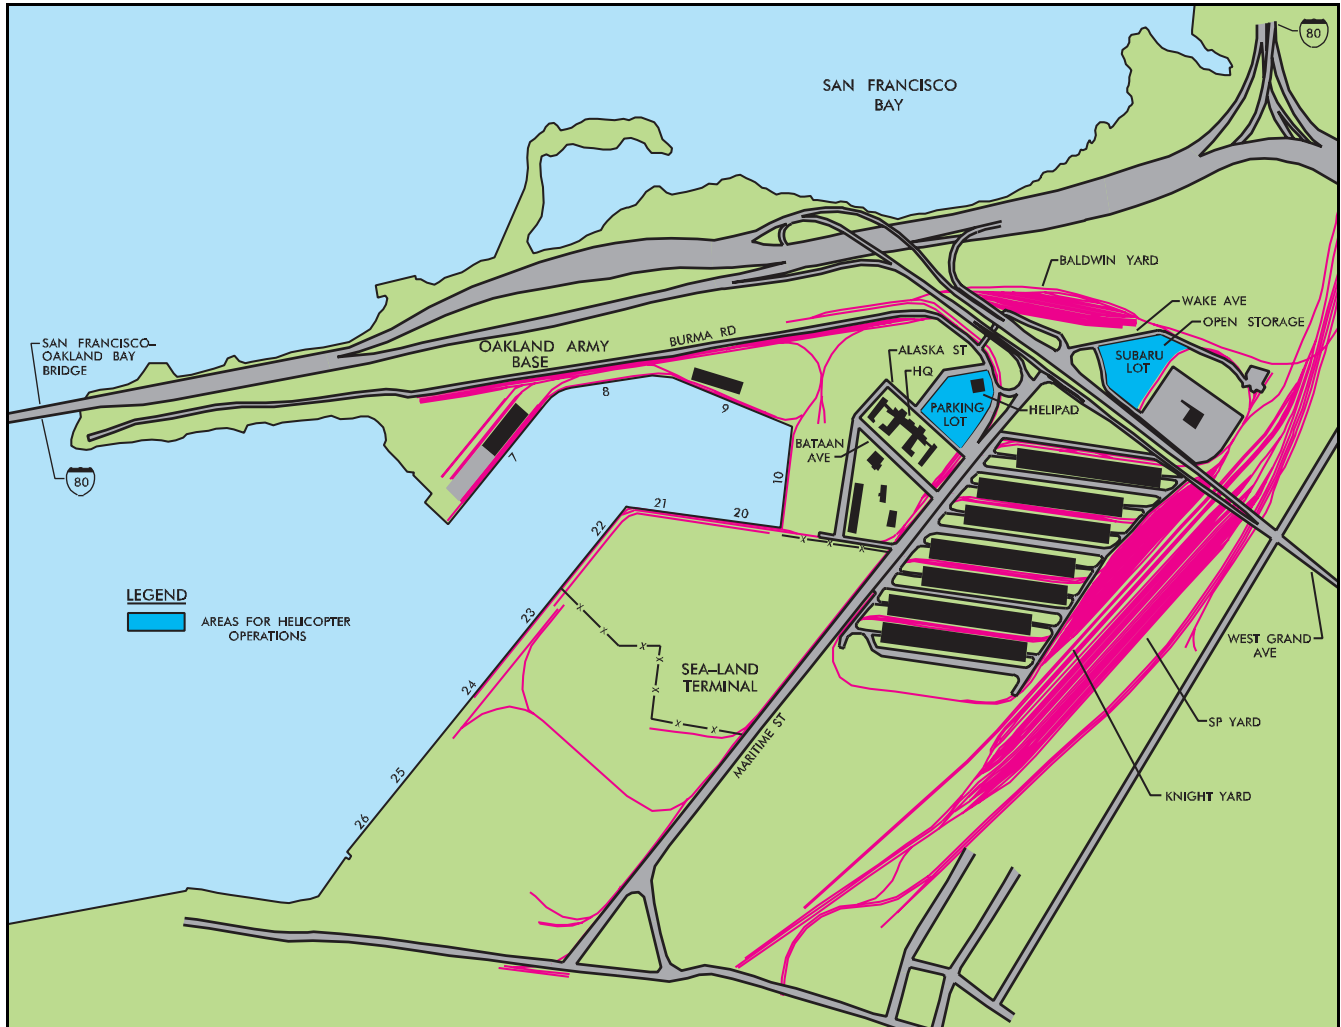 80
SAN FRANCISCO
BAY
BALDWIN YARD
WAKE AVE
OPEN STORAGE
SUBARU
LOT
SAN FRANCISCO–
OAKLAND BAY
BRIDGE
OAKLAND ARMY
BASE
BURMA RD
ALASKA ST
HQ
PARKING
LOT
HELIPAD
BATAAN
AVE
80
7
8
9
10
20
21
22
23
24
25
26
LEGEND
AREAS FOR HELICOPTER
OPERATIONS
x
x
x
x
x
x
x
x
x
x
SEA–LAND
TERMINAL
MARITIME ST
WEST GRAND
AVE
SP YARD
KNIGHT YARD